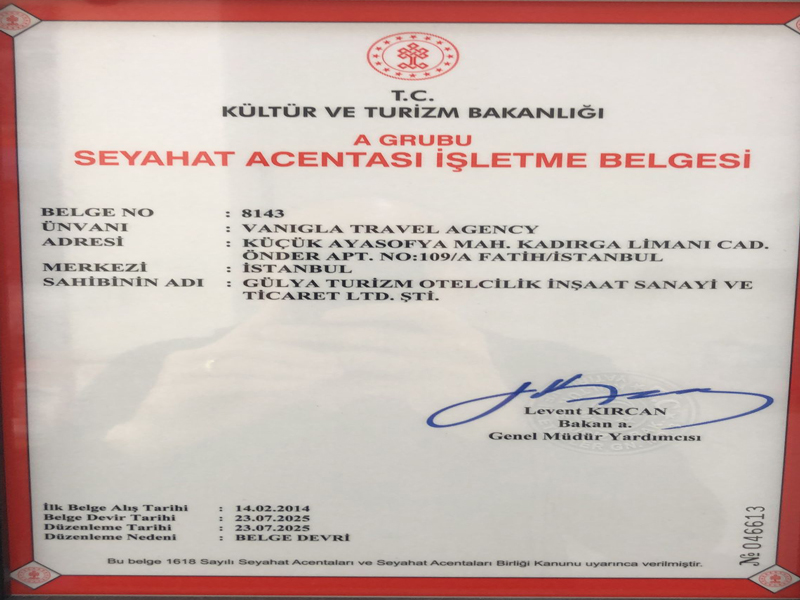 T.C.
KÜLTÜR VE TURİZM BAKANLIĞI
A GRUBU
SEYAHAT ACENTASI İŞLETME BELGESİ
BELGE NO : 8143
ÜNVANI : VANIGLA TRAVEL AGENCY
ADRESİ : KÜÇÜK AYASOFYA MAH. KADIRGA LİMANI CAD.
ÖNDER APT. NO:109/A FATİH/İSTANBUL
MERKEZİ : İSTANBUL
SAHİBİNİN ADI : GÜLYA TURİZM OTELCİLİK İNŞAAT SANAYİ VE
TİCARET LTD. ŞTİ.
Levent KIRCAN
Bakan a.
Genel Müdür Yardımcısı
İlk Belge Alış Tarihi : 14.02.2014
Belge Devir Tarihi : 23.07.2025
Düzenleme Tarihi : 23.07.2025
Düzenleme Nedeni : BELGE DEVRİ
№ 046613
Bu belge 1618 Sayılı Seyahat Acentaları ve Seyahat Acentaları Birliği Kanunu uyarınca verilmiştir.